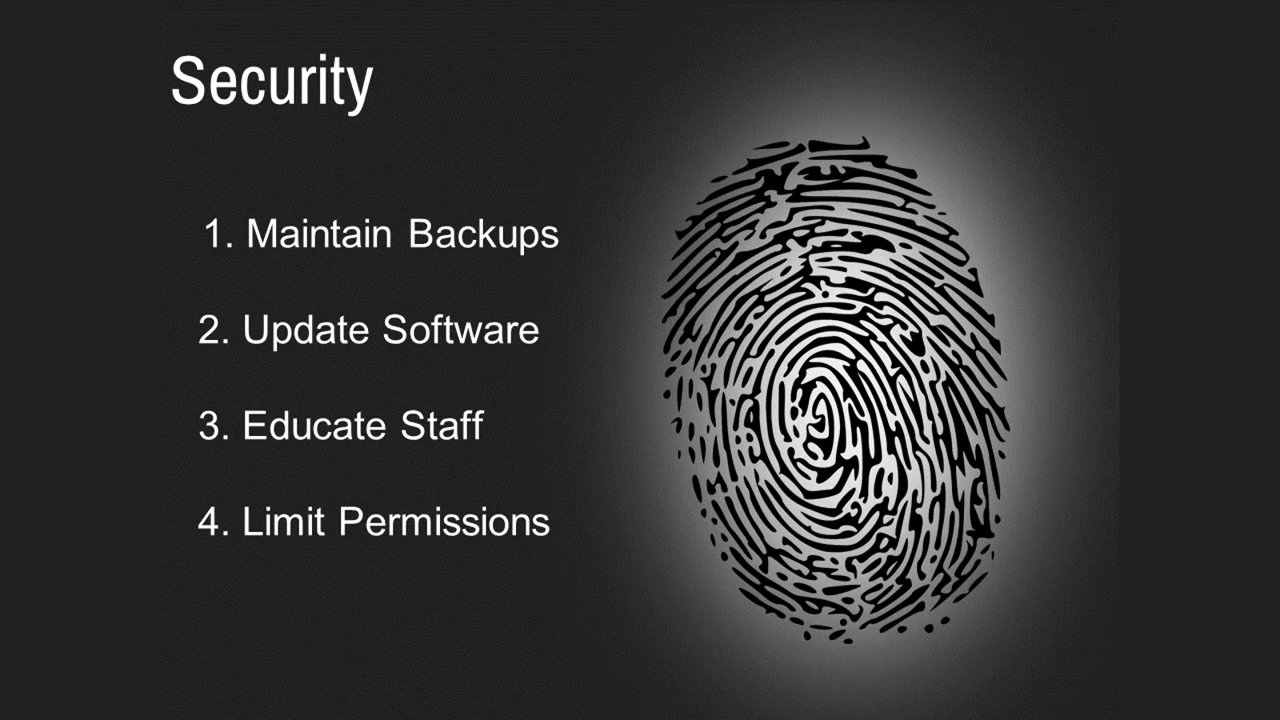 Security
1. Maintain Backups
2. Update Software
3. Educate Staff
4. Limit Permissions